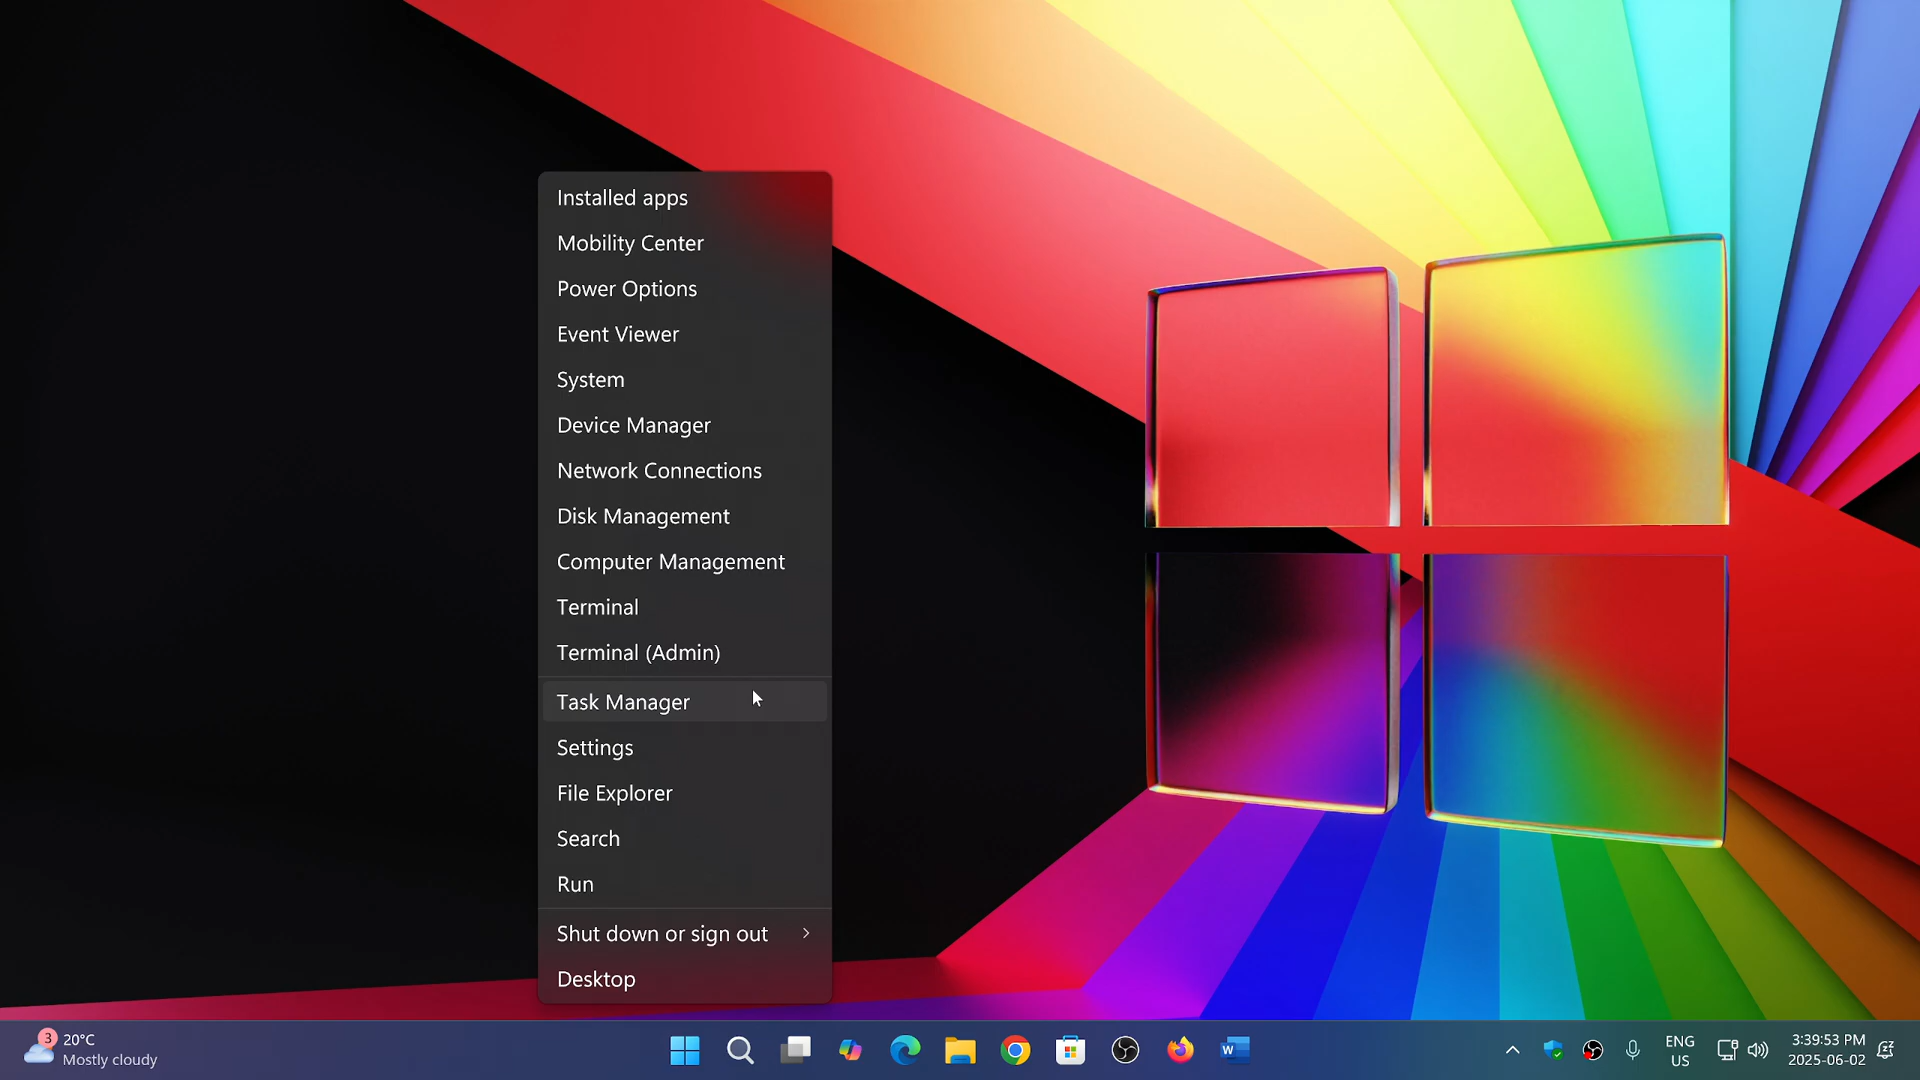 Installed apps
Mobility Center
Power Options
Event Viewer
System
Device Manager
Network Connections
Disk Management
Computer Management
Terminal
Terminal (Admin)
Task Manager
Settings
File Explorer
Search
Run
Shut down or sign out
Desktop
3
20°C
Mostly cloudy
W
ENG
US
3:39:53 PM
2025-06-02